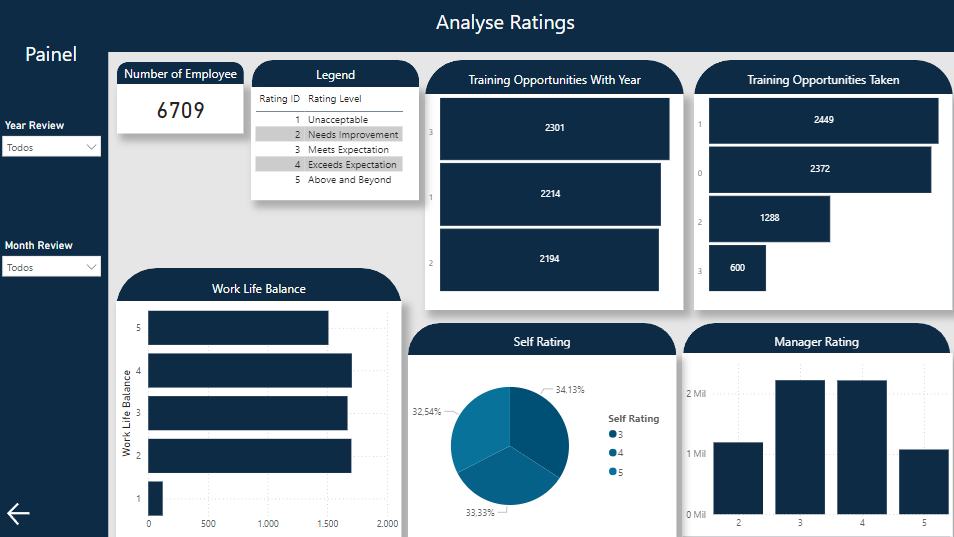 Analyse Ratings
Painel
Year Review
Todos
Month Review
Todos
Number of Employee
6709
Legend
Rating ID Rating Level
1 Unacceptable
2 Needs Improvement
3 Meets Expectation
4 Exceeds Expectation
5 Above and Beyond
Training Opportunities With Year
3 2301
1 2214
2 2194
Training Opportunities Taken
1 2449
0 2372
2 1288
3 600
Work Life Balance
Work Life Balance
5
4
3
2
1
0 500 1.000 1.500 2.000
Self Rating
34,13%
32,54%
33,33%
Self Rating
3
4
5
Manager Rating
2 Mil
1 Mil
0 Mil
2 3 4 5